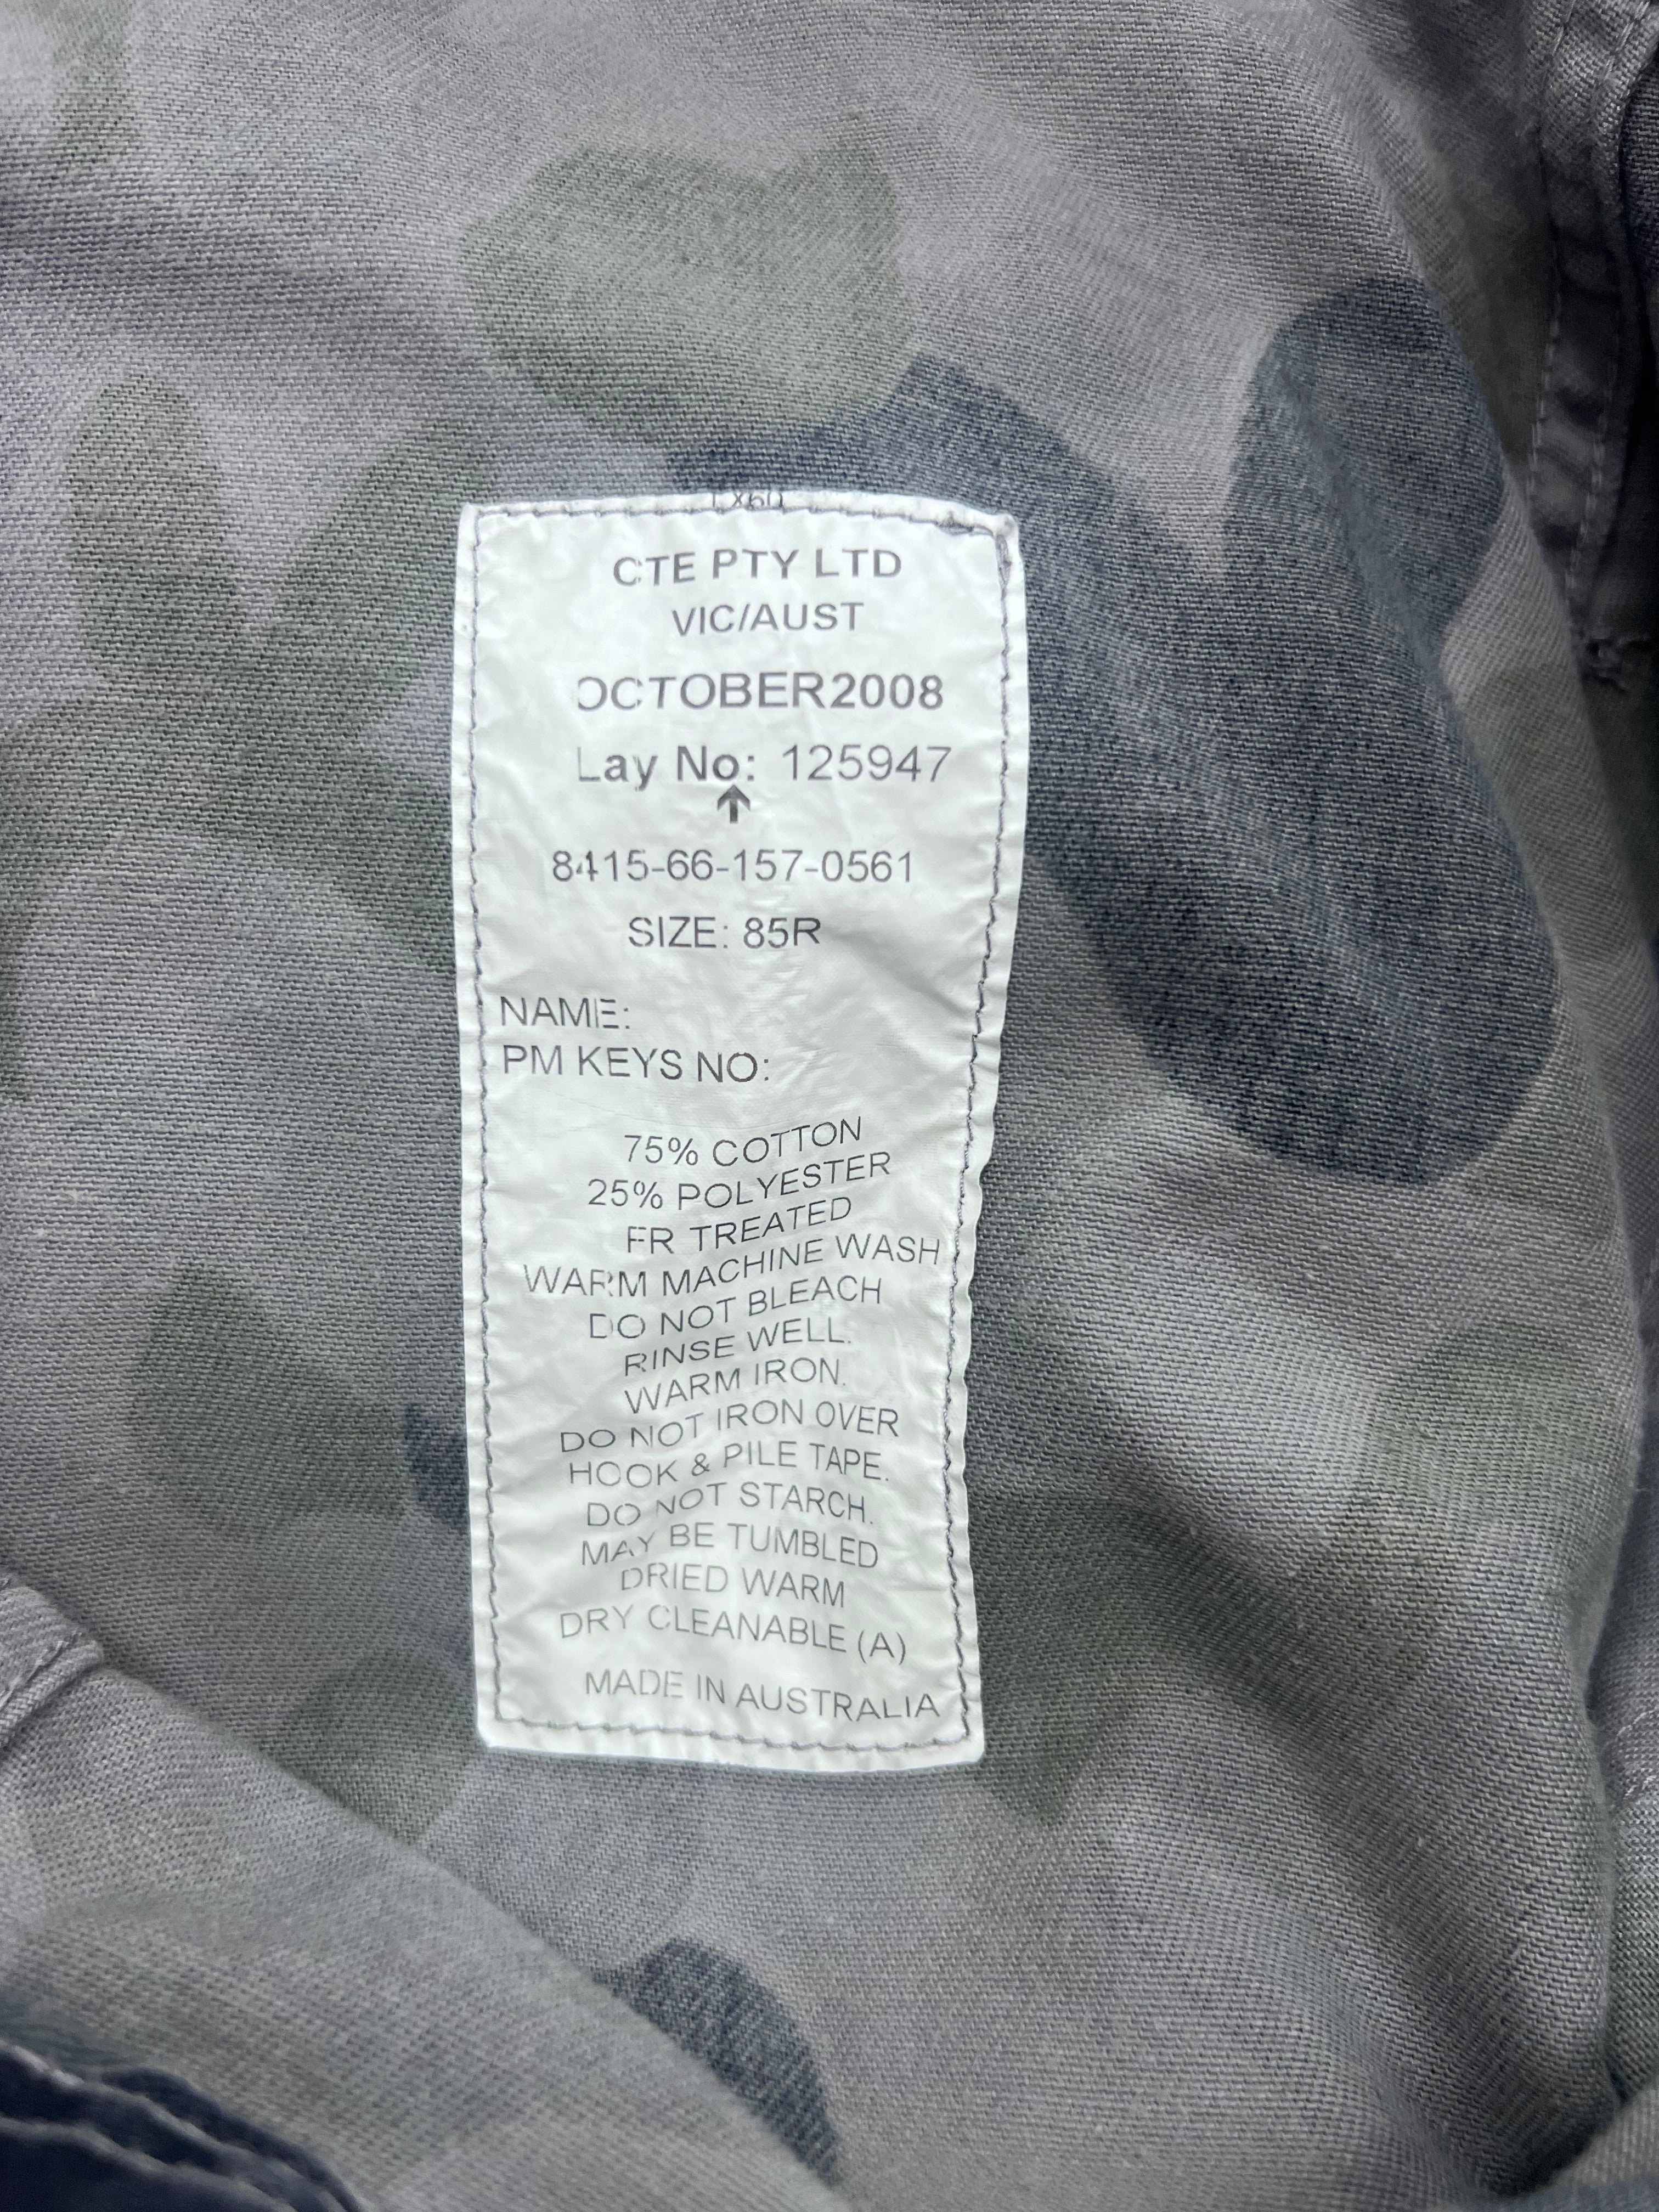 CTE PTY LTD
VIC/AUST
OCTOBER2008
Lay No: 125947
8415-66-157-0561
SIZE: 85R
NAME:
PM KEYS NO:
75% COTTON
25% POLYESTER
FR TREATED
WARM MACHINE WASH
DO NOT BLEACH
RINSE WELL.
WARM IRON.
DO NOT IRON OVER
HOOK & PILE TAPE.
DO NOT STARCH.
MAY BE TUMBLED
DRIED WARM
DRY CLEANABLE (A)
MADE IN AUSTRALIA